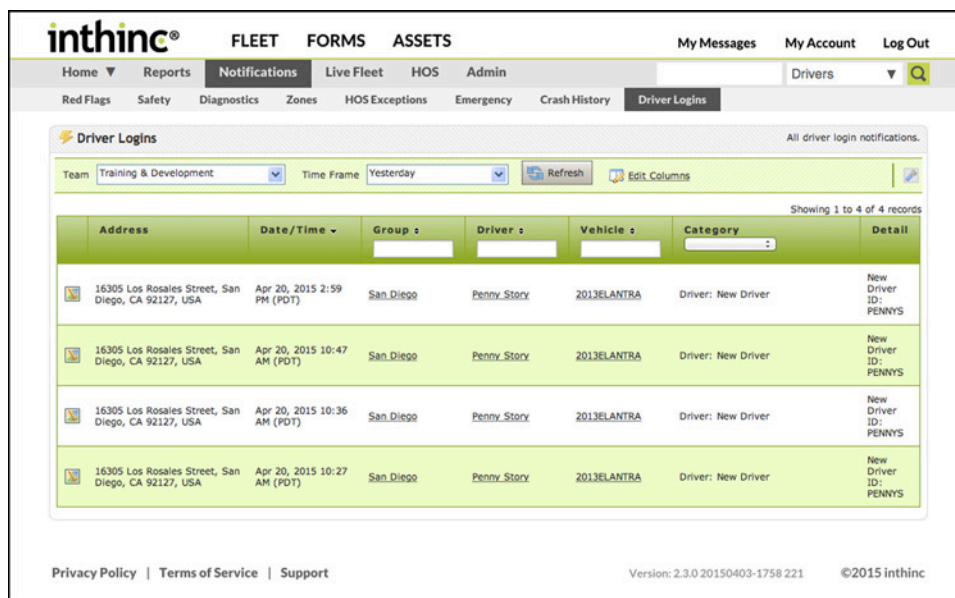 inthinc®
FLEET FORMS ASSETS
My Messages My Account Log Out
Home ▼ Reports Notifications Live Fleet HOS Admin
Drivers ▼
Red Flags Safety Diagnostics Zones HOS Exceptions Emergency Crash History Driver Logins
Driver Logins
All driver login notifications.
Team Training & Development Time Frame Yesterday Refresh Edit Columns
Showing 1 to 4 of 4 records
Address Date/Time Group Driver Vehicle Category Detail
16305 Los Rosales Street, San
Diego, CA 92127, USA
Apr 20, 2015 2:59
PM (PDT)
San Diego
Penny Story
2013ELANTRA
Driver: New Driver
New
Driver
ID:
PENNYS
16305 Los Rosales Street, San
Diego, CA 92127, USA
Apr 20, 2015 10:47
AM (PDT)
San Diego
Penny Story
2013ELANTRA
Driver: New Driver
New
Driver
ID:
PENNYS
16305 Los Rosales Street, San
Diego, CA 92127, USA
Apr 20, 2015 10:36
AM (PDT)
San Diego
Penny Story
2013ELANTRA
Driver: New Driver
New
Driver
ID:
PENNYS
16305 Los Rosales Street, San
Diego, CA 92127, USA
Apr 20, 2015 10:27
AM (PDT)
San Diego
Penny Story
2013ELANTRA
Driver: New Driver
New
Driver
ID:
PENNYS
Privacy Policy | Terms of Service | Support
Version: 2.3.0 20150403-1758 221
©2015 inthinc